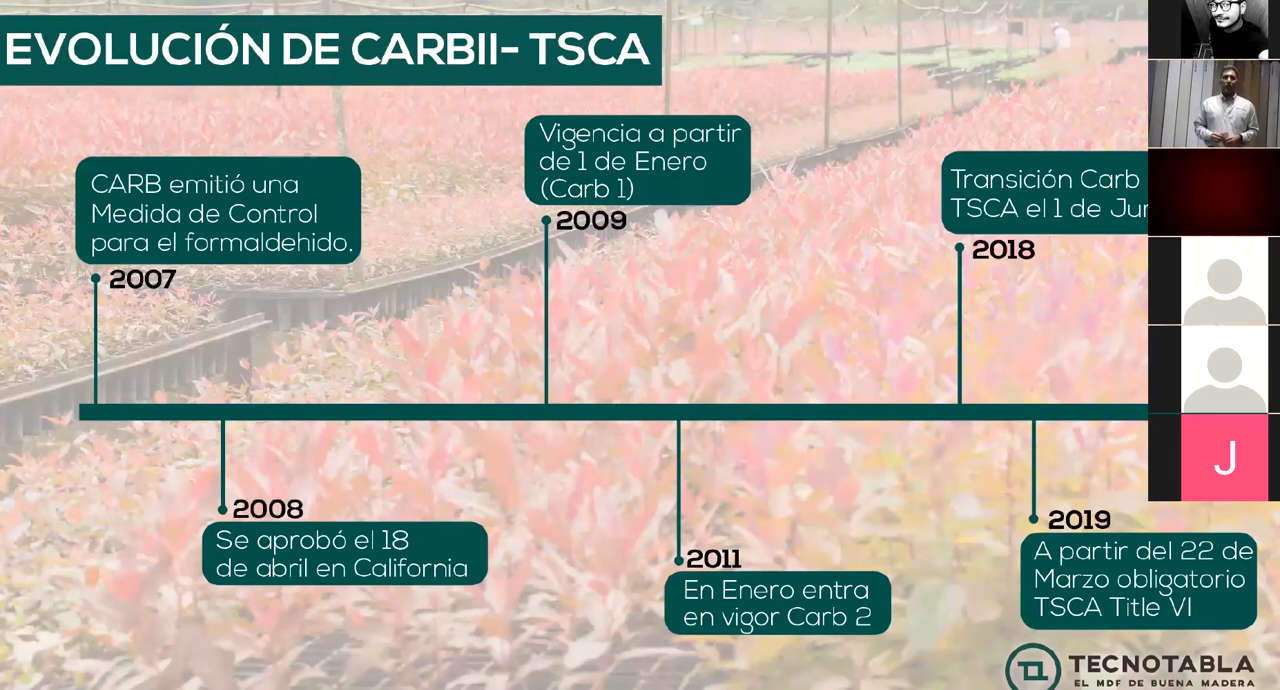 EVOLUCIÓN DE CARBII- TSCA
CARB emitió una
Medida de Control
para el formaldehido.
2007
Vigencia a partir
de 1 de Enero
(Carb 1)
2009
Transición Carb
TSCA el 1 de
2018
2008
Se aprobó el 18
de abril en California
2011
En Enero entra
en vigor Carb 2
2019
A partir del 22 de
Marzo obligatorio
TSCA Title VI
J
TECNOTABLA
EL MDF DE BUENA MADERA